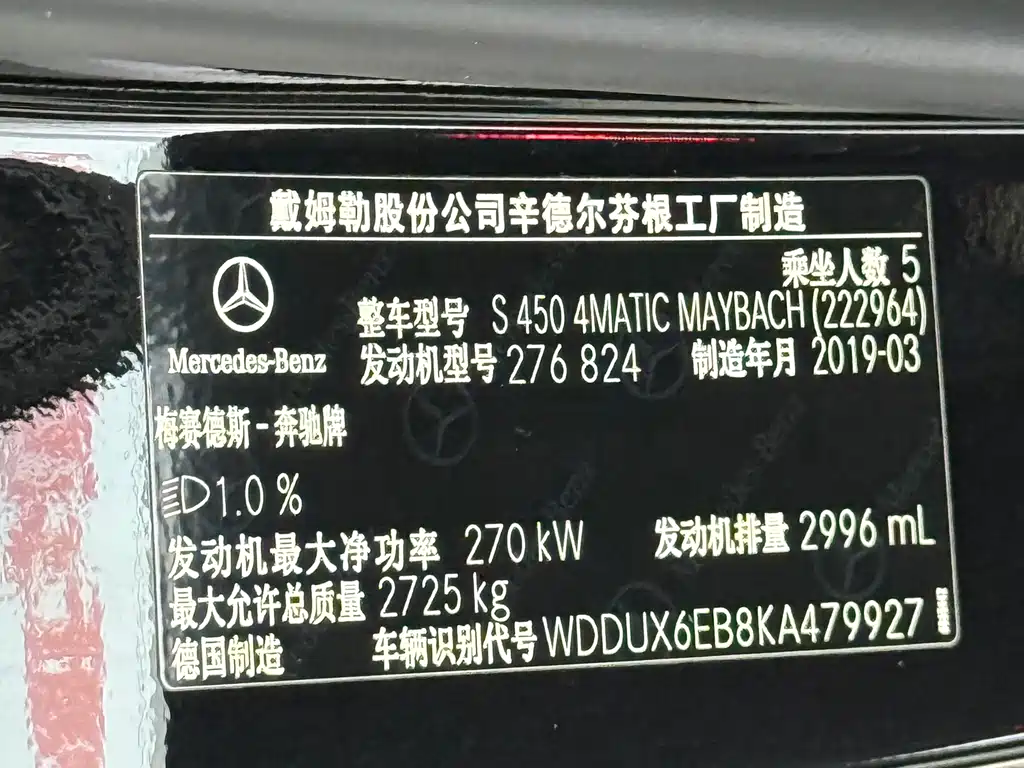 戴姆勒股份公司辛德尔芬根工厂制造
乘坐人数 5
整车型号 S 450 4MATIC MAYBACH (222964)
Mercedes-Benz 发动机型号 276 824 制造年月 2019-03
梅赛德斯-奔驰牌
1.0 %
发动机最大净功率 270 kW 发动机排量 2996 mL
最大允许总质量 2725 kg
德国制造 车辆识别代号 WDDUX6EB8KA479927